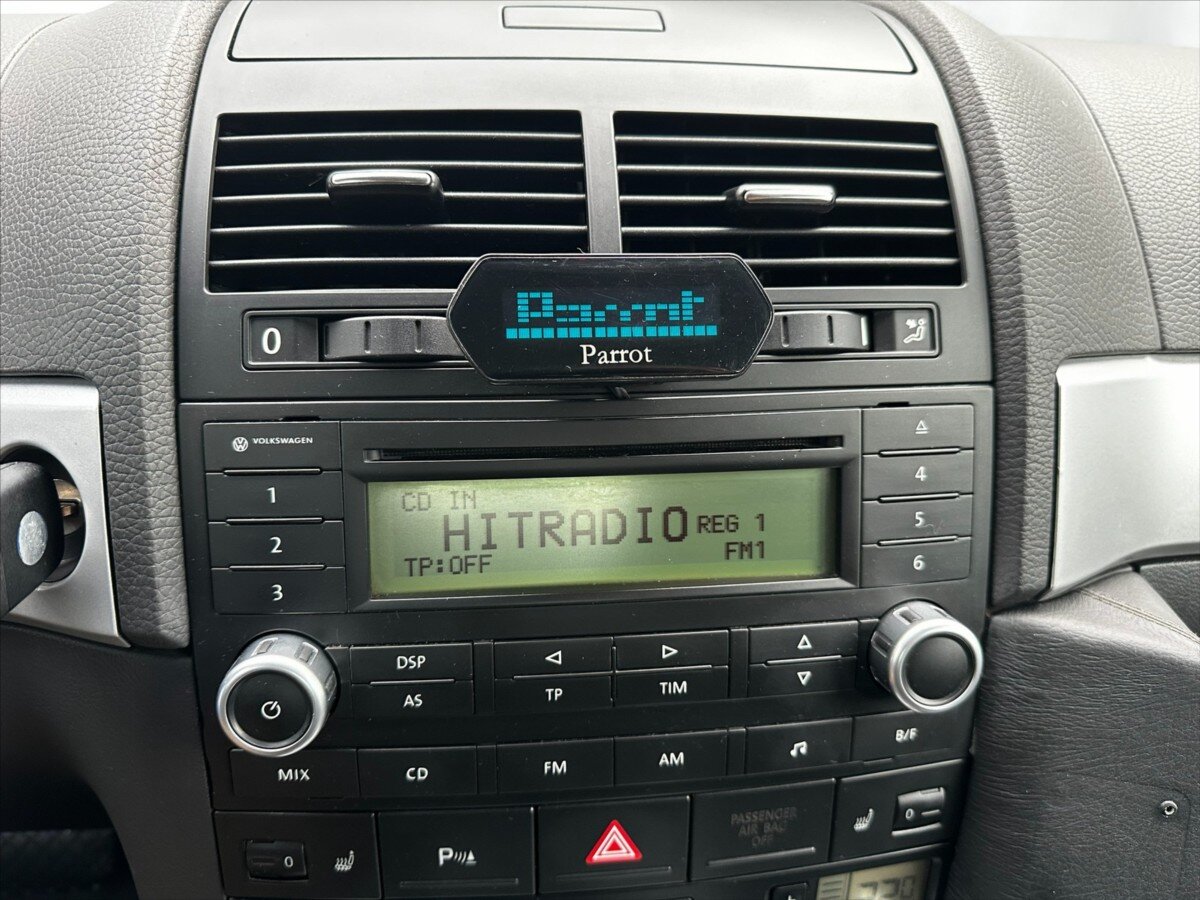 0
Parrot
Parrot
VOLKSWAGEN
1
2
3
CD IN
HITRADIO REG 1
TP:OFF FM1
4
5
6
DSP
AS
TP
TIM
MIX
CD
FM
AM
B/F
0
P
PASSENGER
AIR BAG
OFF
0